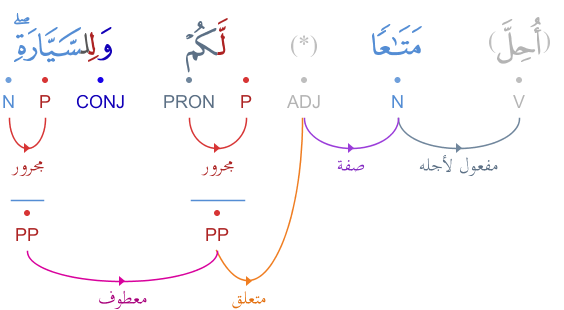 (أُحِلَّ) مَتَـٰعًا (*) لَّكُمْ وَلِلسَّيَّارَةِ ۖ
V N ADJ P PRON CONJ P N
مفعول لأجله صفة مجرور مجرور
PP PP
متعلق معطوف